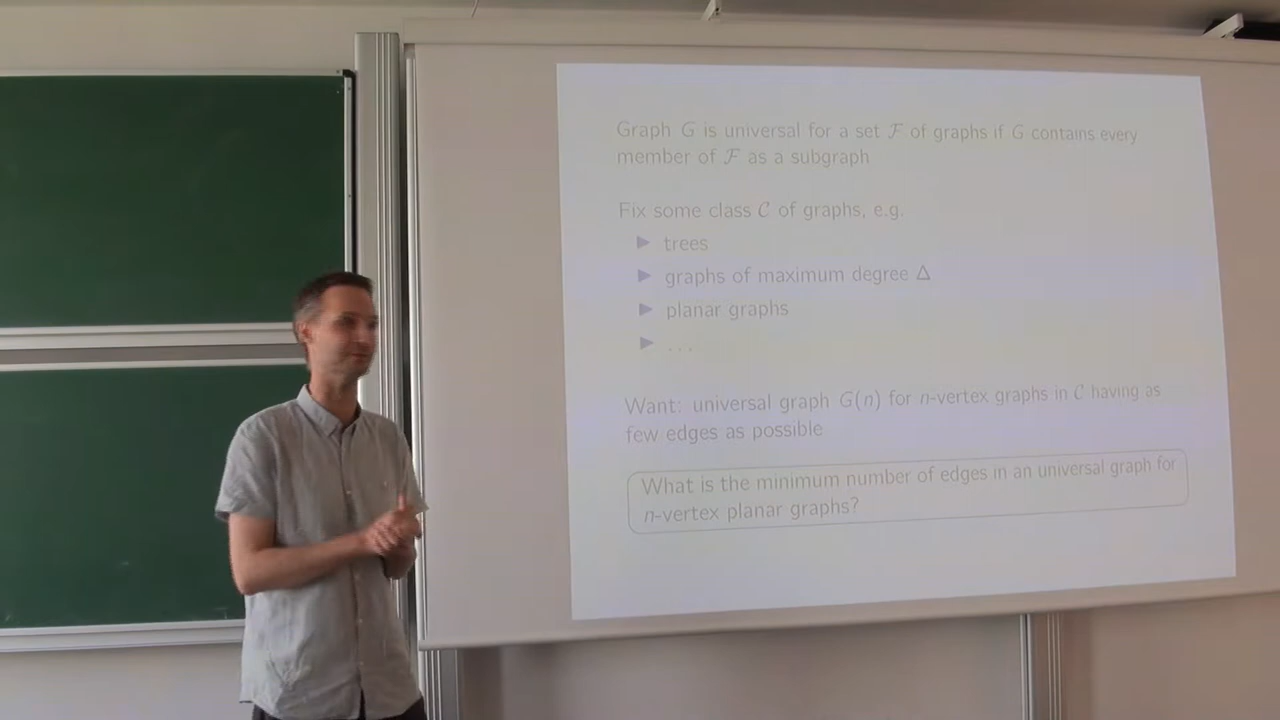 Graph G is universal for a set ℱ of graphs if G contains every
member of ℱ as a subgraph
Fix some class 𝒞 of graphs, e.g.
▶ trees
▶ graphs of maximum degree Δ
▶ planar graphs
▶ ...
Want: universal graph G(n) for n-vertex graphs in 𝒞 having as
few edges as possible
What is the minimum number of edges in an universal graph for
n-vertex planar graphs?